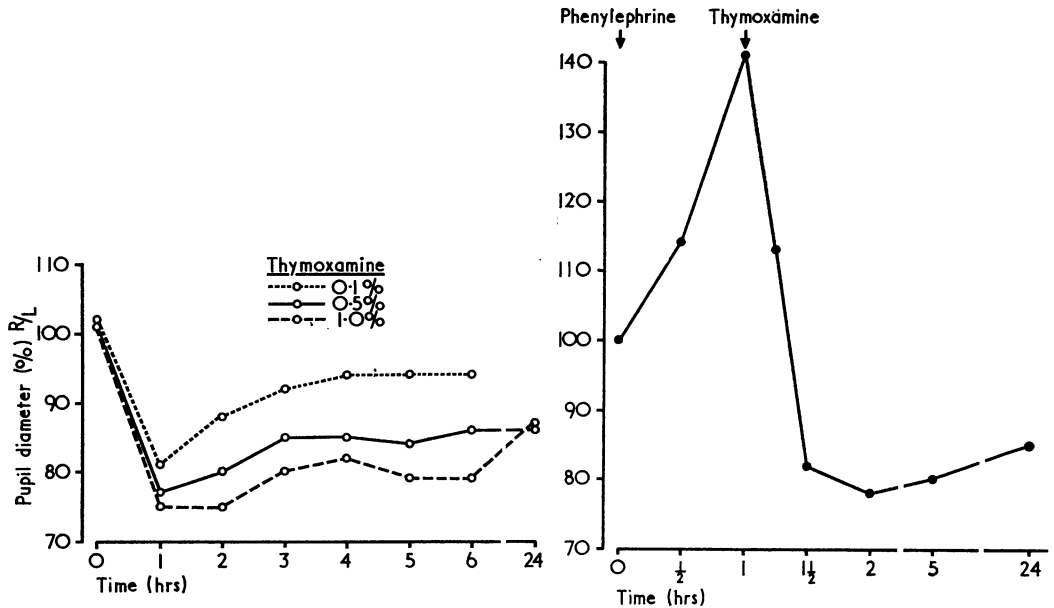 110
100
90
80
70
Pupil diameter (%) R/L
Thymoxamine
0·1%
0·5%
1·0%
0 1 2 3 4 5 6 24
Time (hrs)
Phenylephrine Thymoxamine
140
130
120
110
100
90
80
70
0 ½ 1 1½ 2 5 24
Time (hrs)